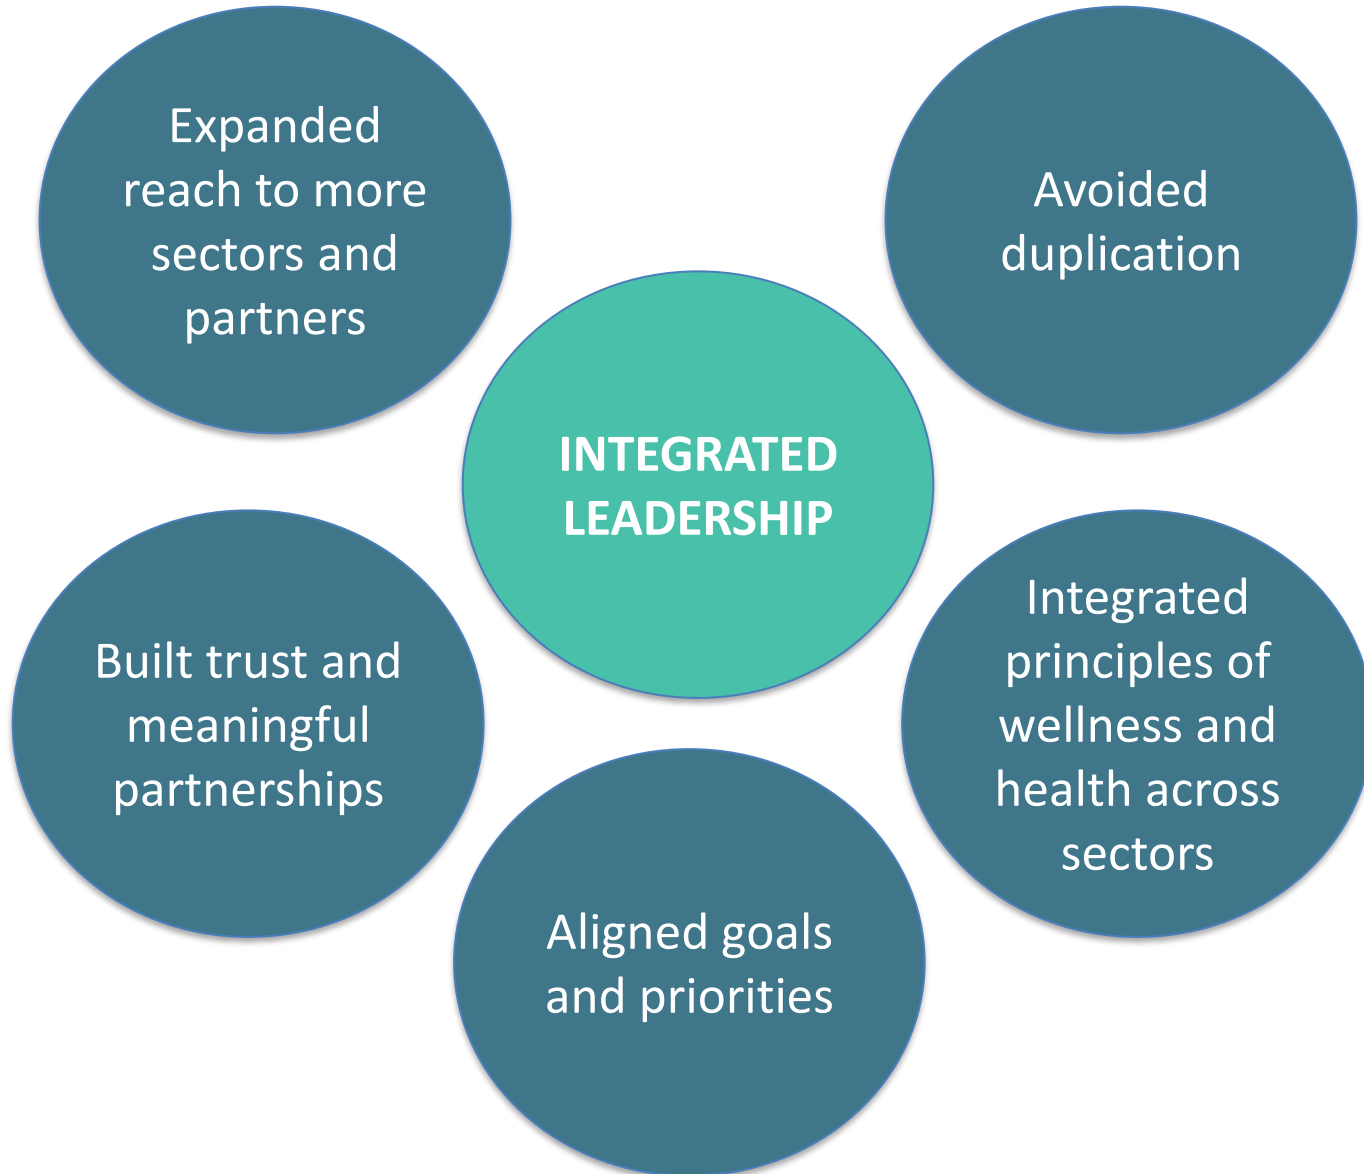 Expanded
reach to more
sectors and
partners
Avoided
duplication
INTEGRATED
LEADERSHIP
Built trust and
meaningful
partnerships
Integrated
principles of
wellness and
health across
sectors
Aligned goals
and priorities